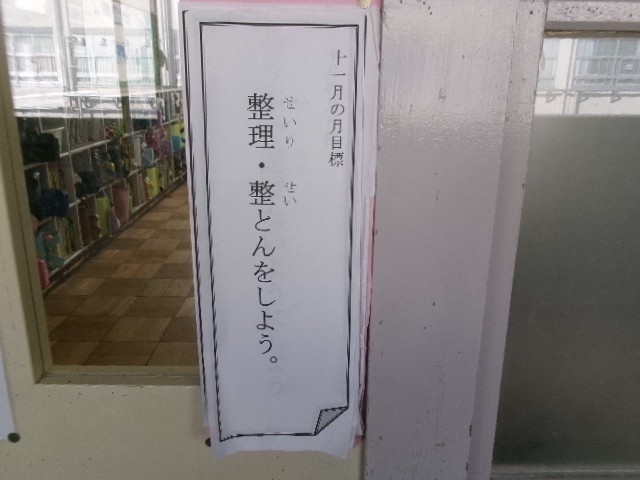 十一月の月目標
整理・整とんをしよう。
せいり
せい